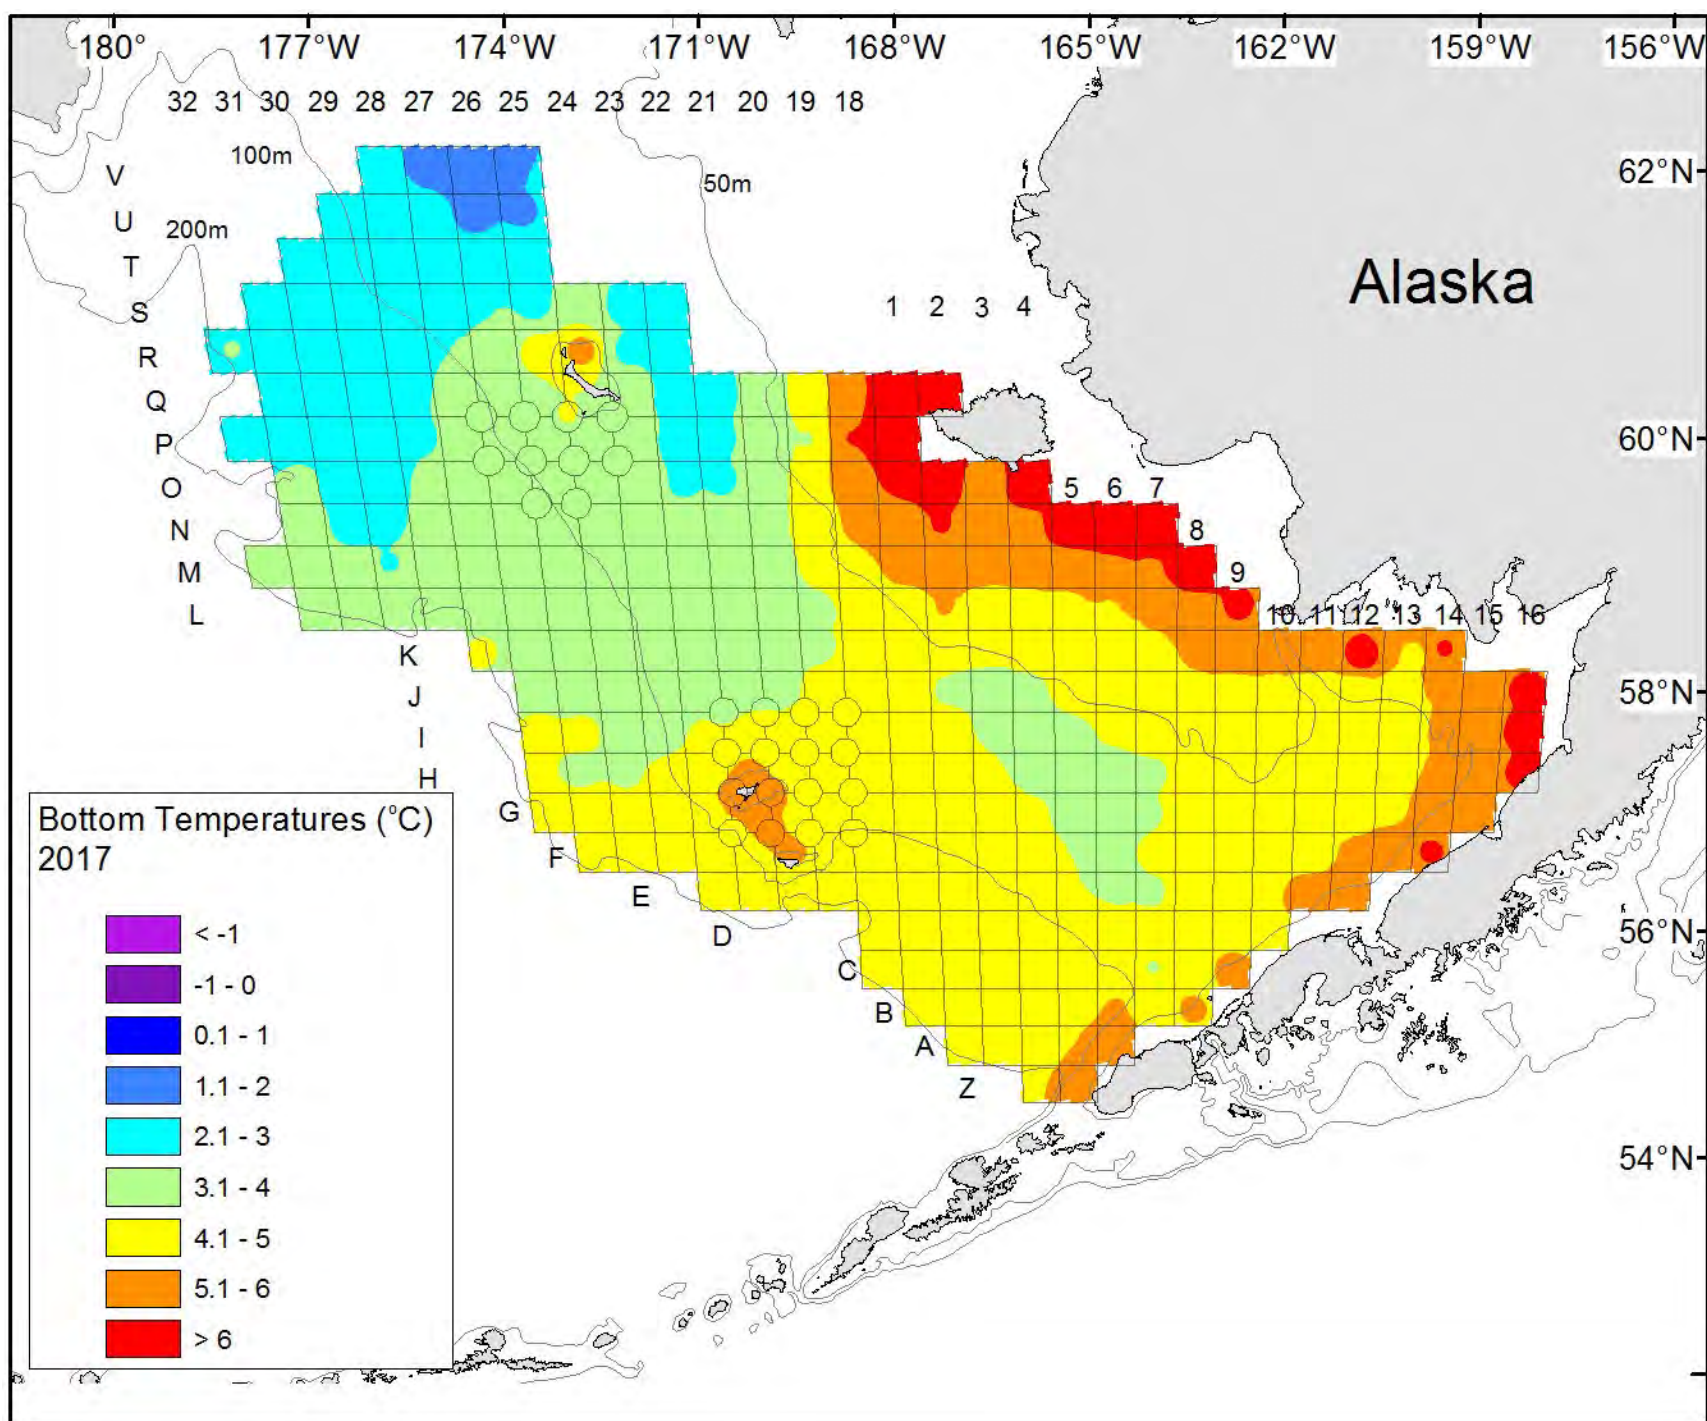 180° 177°W 174°W 171°W 168°W 165°W 162°W 159°W 156°W
32 31 30 29 28 27 26 25 24 23 22 21 20 19 18
100m
50m
62°N
V
U
200m
T
Alaska
S
1 2 3 4
R
Q
P
60°N
O
5 6 7
N
8
M
9
L
10 11 12 13 14 15 16
K
J
58°N
I
H
G
F
E
D
56°N
C
B
A
Z
54°N
Bottom Temperatures (°C)
2017
< -1
-1 - 0
0.1 - 1
1.1 - 2
2.1 - 3
3.1 - 4
4.1 - 5
5.1 - 6
> 6